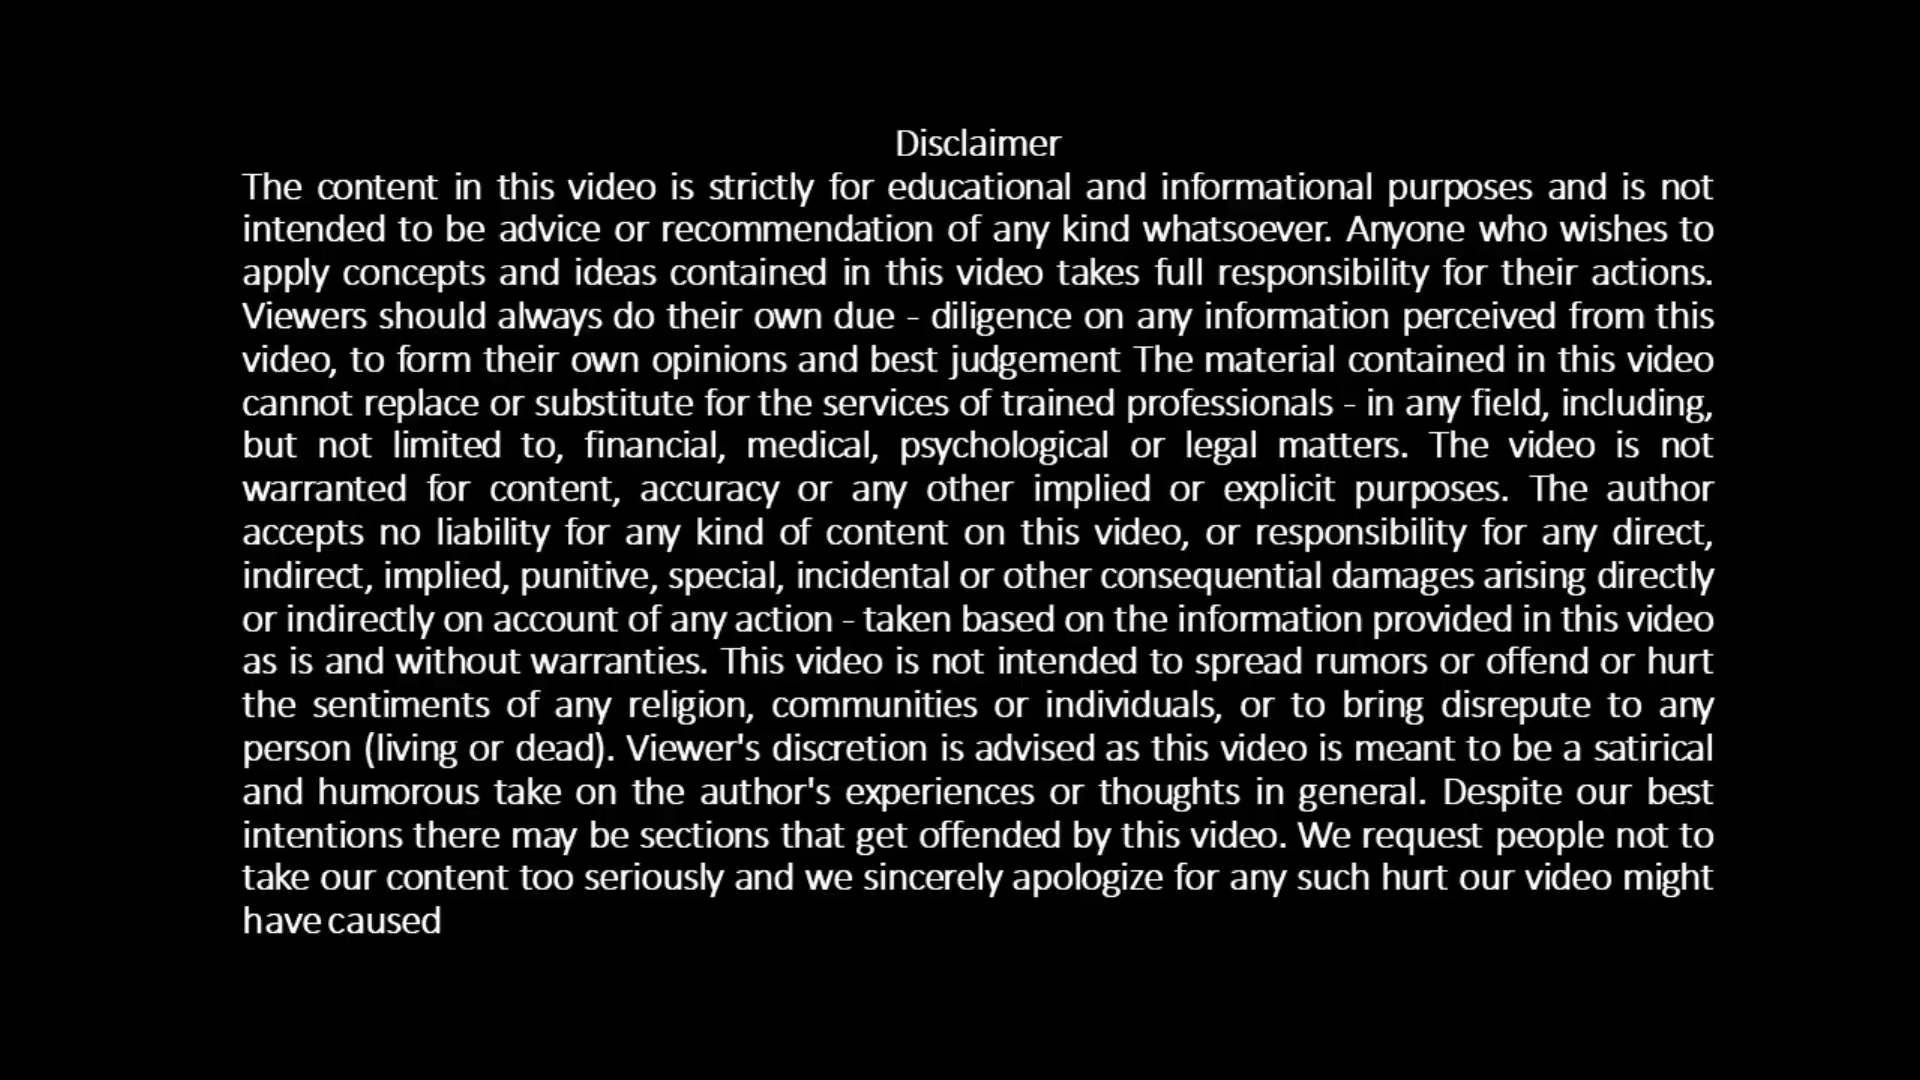 Disclaimer
The content in this video is strictly for educational and informational purposes and is not
intended to be advice or recommendation of any kind whatsoever. Anyone who wishes to
apply concepts and ideas contained in this video takes full responsibility for their actions.
Viewers should always do their own due - diligence on any information perceived from this
video, to form their own opinions and best judgement The material contained in this video
cannot replace or substitute for the services of trained professionals - in any field, including,
but not limited to, financial, medical, psychological or legal matters. The video is not
warranted for content, accuracy or any other implied or explicit purposes. The author
accepts no liability for any kind of content on this video, or responsibility for any direct,
indirect, implied, punitive, special, incidental or other consequential damages arising directly
or indirectly on account of any action - taken based on the information provided in this video
as is and without warranties. This video is not intended to spread rumors or offend or hurt
the sentiments of any religion, communities or individuals, or to bring disrepute to any
person (living or dead). Viewer's discretion is advised as this video is meant to be a satirical
and humorous take on the author's experiences or thoughts in general. Despite our best
intentions there may be sections that get offended by this video. We request people not to
take our content too seriously and we sincerely apologize for any such hurt our video might
have caused